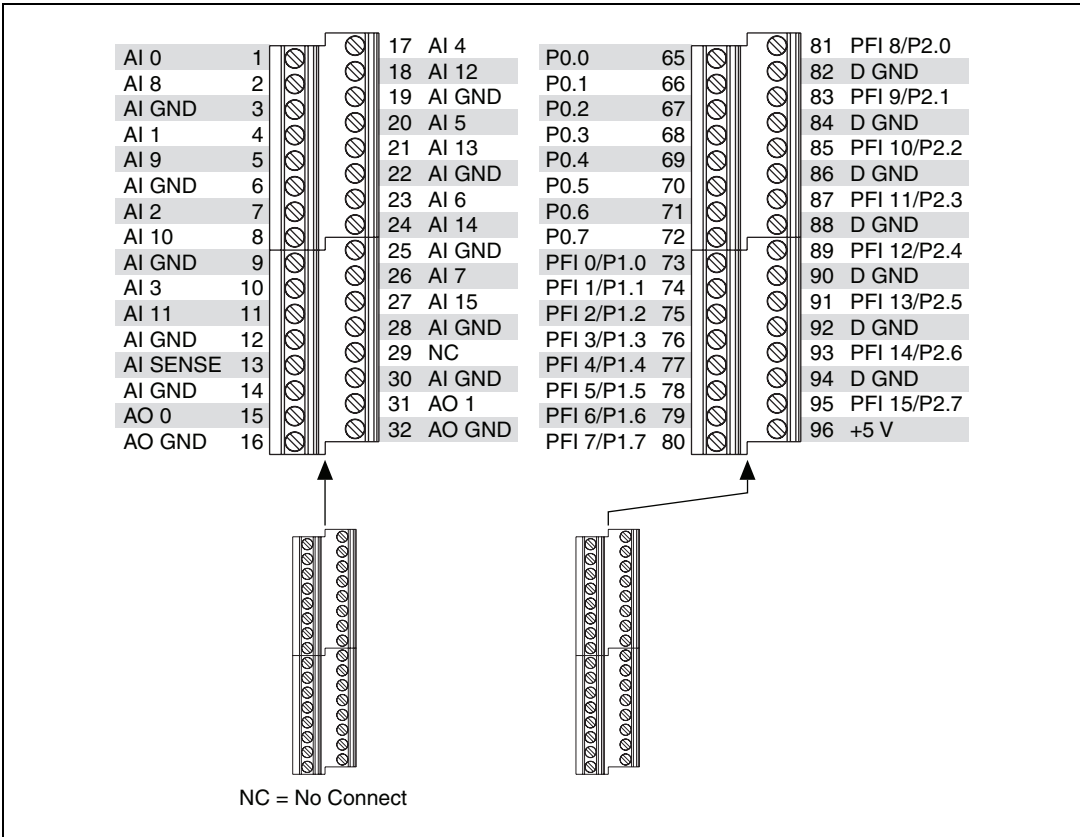 AI 0 1
AI 8 2
AI GND 3
AI 1 4
AI 9 5
AI GND 6
AI 2 7
AI 10 8
AI GND 9
AI 3 10
AI 11 11
AI GND 12
AI SENSE 13
AI GND 14
AO 0 15
AO GND 16
17 AI 4
18 AI 12
19 AI GND
20 AI 5
21 AI 13
22 AI GND
23 AI 6
24 AI 14
25 AI GND
26 AI 7
27 AI 15
28 AI GND
29 NC
30 AI GND
31 AO 1
32 AO GND
P0.0 65
P0.1 66
P0.2 67
P0.3 68
P0.4 69
P0.5 70
P0.6 71
P0.7 72
PFI 0/P1.0 73
PFI 1/P1.1 74
PFI 2/P1.2 75
PFI 3/P1.3 76
PFI 4/P1.4 77
PFI 5/P1.5 78
PFI 6/P1.6 79
PFI 7/P1.7 80
81 PFI 8/P2.0
82 D GND
83 PFI 9/P2.1
84 D GND
85 PFI 10/P2.2
86 D GND
87 PFI 11/P2.3
88 D GND
89 PFI 12/P2.4
90 D GND
91 PFI 13/P2.5
92 D GND
93 PFI 14/P2.6
94 D GND
95 PFI 15/P2.7
96 +5 V
NC = No Connect